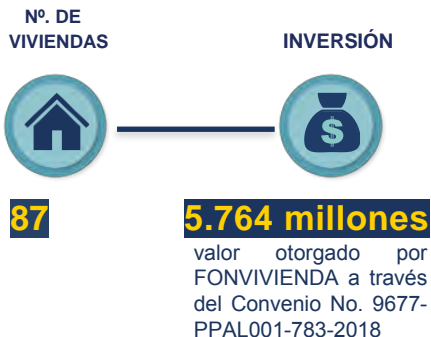 Nº. DE
VIVIENDAS
INVERSIÓN
$
87
5.764 millones
valor otorgado por
FONVIVIENDA a través
del Convenio No. 9677-
PPAL001-783-2018